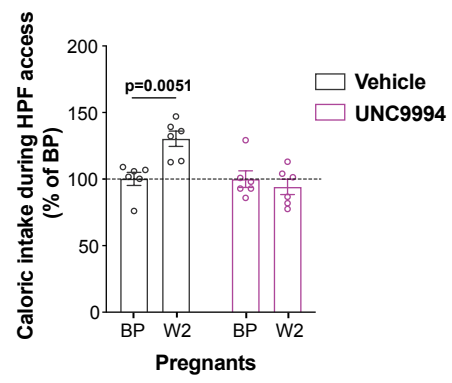 Caloric intake during HPF access
(% of BP)
200
150
100
50
0
p=0.0051
Vehicle
UNC9994
BP W2 BP W2
Pregnants